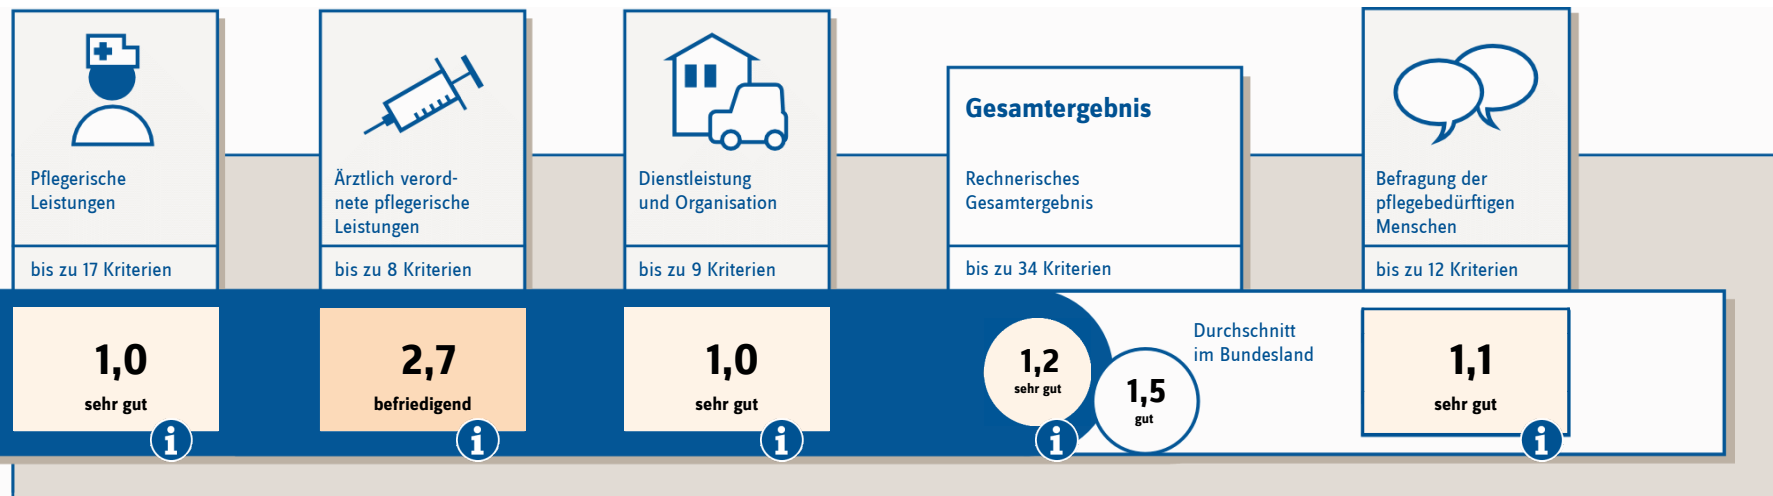 Pflegerische
Leistungen
bis zu 17 Kriterien
1,0
sehr gut
i
Ärztlich verord-
nete pflegerische
Leistungen
bis zu 8 Kriterien
2,7
befriedigend
i
Dienstleistung
und Organisation
bis zu 9 Kriterien
1,0
sehr gut
i
Gesamtergebnis
Rechnerisches
Gesamtergebnis
bis zu 34 Kriterien
1,2
sehr gut
i
1,5
gut
Durchschnitt
im Bundesland
Befragung der
pflegebedürftigen
Menschen
bis zu 12 Kriterien
1,1
sehr gut
i